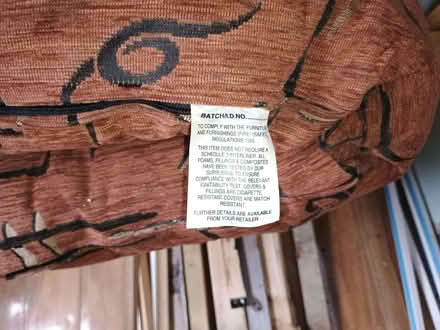 BATCH/I.D NO.
TO COMPLY WITH THE FURNITURE
AND FURNISHINGS (FIRE) (SAFETY)
REGULATIONS 1988
THIS ITEM DOES NOT REQUIRE A
SCHEDULE 3 INTERLINER. ALL
FOAMS, FILLINGS & COMPOSITES
HAVE BEEN TESTED BY OUR
SUPPLIERS TO ENSURE
COMPLIANCE WITH THE RELEVANT
IGNITABILITY TEST. COVERS &
FILLINGS ARE CIGARETTE
RESISTANT. COVERS ARE MATCH
RESISTANT.
FURTHER DETAILS ARE AVAILABLE
FROM YOUR RETAILER